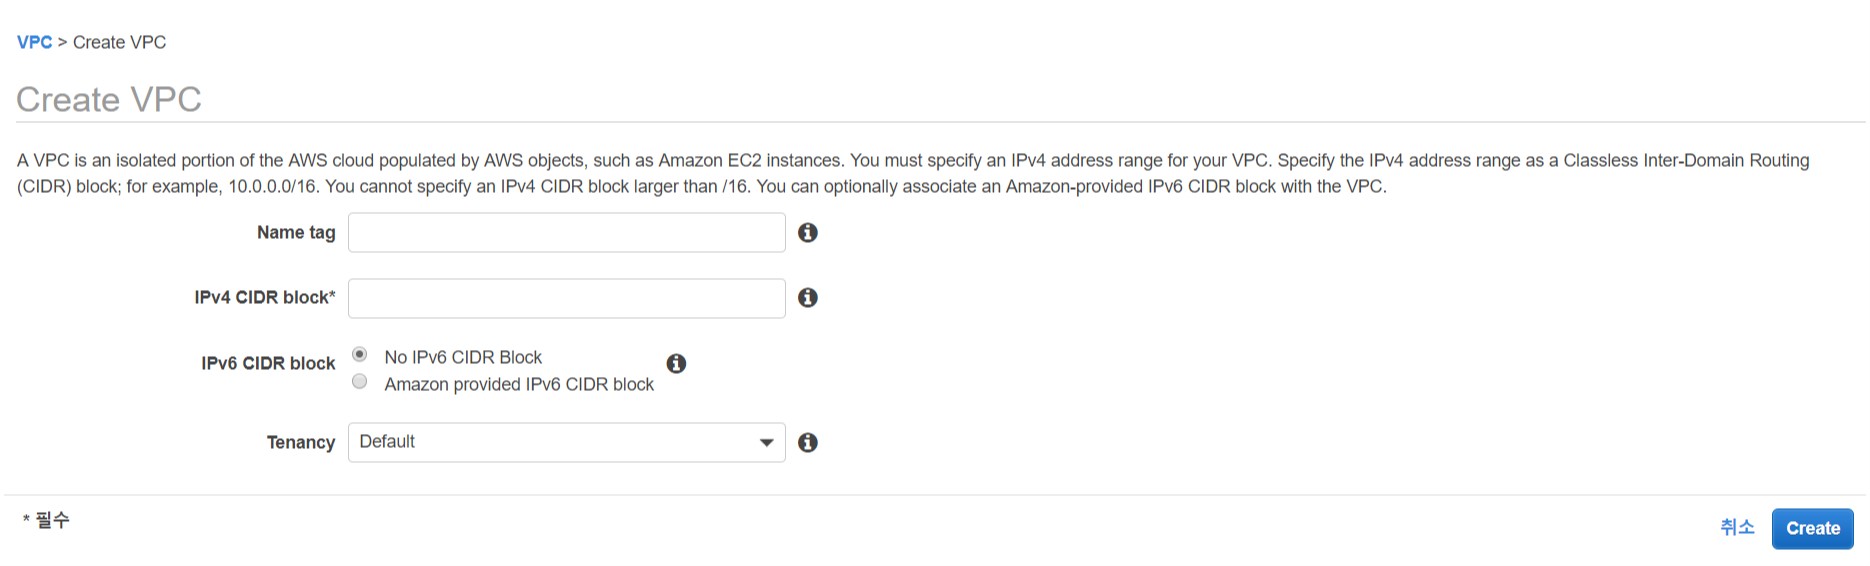 VPC > Create VPC
Create VPC
A VPC is an isolated portion of the AWS cloud populated by AWS objects, such as Amazon EC2 instances. You must specify an IPv4 address range for your VPC. Specify the IPv4 address range as a Classless Inter-Domain Routing
(CIDR) block; for example, 10.0.0.0/16. You cannot specify an IPv4 CIDR block larger than /16. You can optionally associate an Amazon-provided IPv6 CIDR block with the VPC.
Name tag
IPv4 CIDR block*
IPv6 CIDR block
No IPv6 CIDR Block
Amazon provided IPv6 CIDR block
Tenancy Default
* 필수
취소 Create